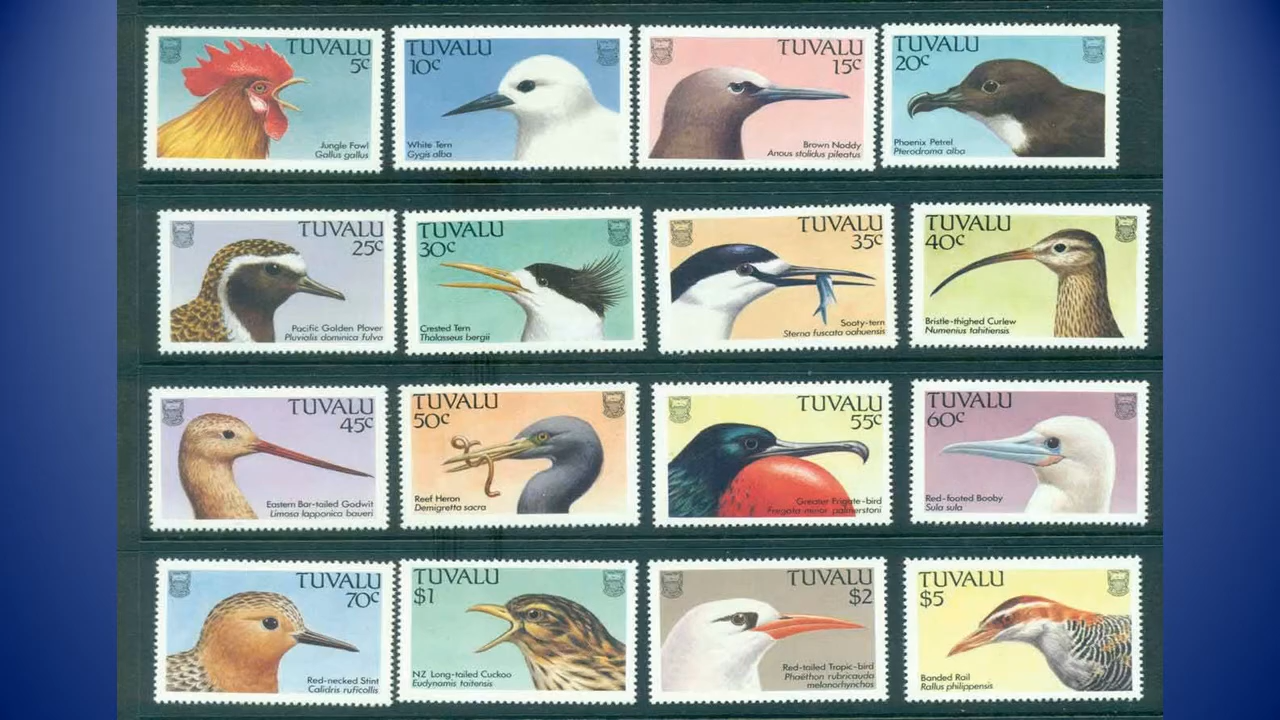 TUVALU
5c
Jungle Fowl
Gallus gallus
TUVALU
10c
White Tern
Gygis alba
TUVALU
15c
Brown Noddy
Anous stolidus pileatus
TUVALU
20c
Phoenix Petrel
Pterodroma alba
TUVALU
25c
Pacific Golden Plover
Pluvialis dominica fulva
TUVALU
30c
Crested Tern
Thalasseus bergii
TUVALU
35c
Sooty-tern
Sterna fuscata oahuensis
TUVALU
40c
Bristle-thighed Curlew
Numenius tahitiensis
TUVALU
45c
Eastern Bar-tailed Godwit
Limosa lapponica baueri
TUVALU
50c
Reef Heron
Demigretta sacra
TUVALU
55c
Greater Frigate-bird
Fregata minor palmerstoni
TUVALU
60c
Red-footed Booby
Sula sula
TUVALU
70c
Red-necked Stint
Calidris ruficollis
TUVALU
$1
NZ Long-tailed Cuckoo
Eudynamis taitensis
TUVALU
$2
Red-tailed Tropic-bird
Phaëthon rubricauda
melanorhynchos
TUVALU
$5
Banded Rail
Rallus philippensis